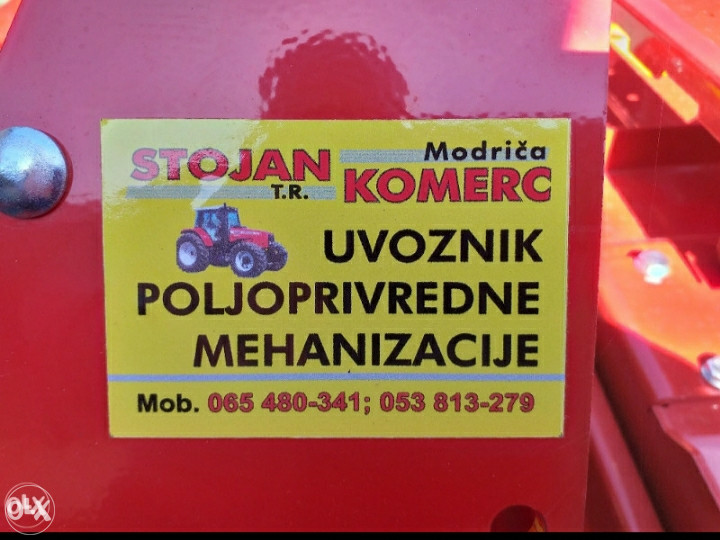 STOJAN Modriča
T.R. KOMERC
UVOZNIK
POLJOPRIVREDNE
MEHANIZACIJE
Mob. 065 480-341; 053 813-279
OLX